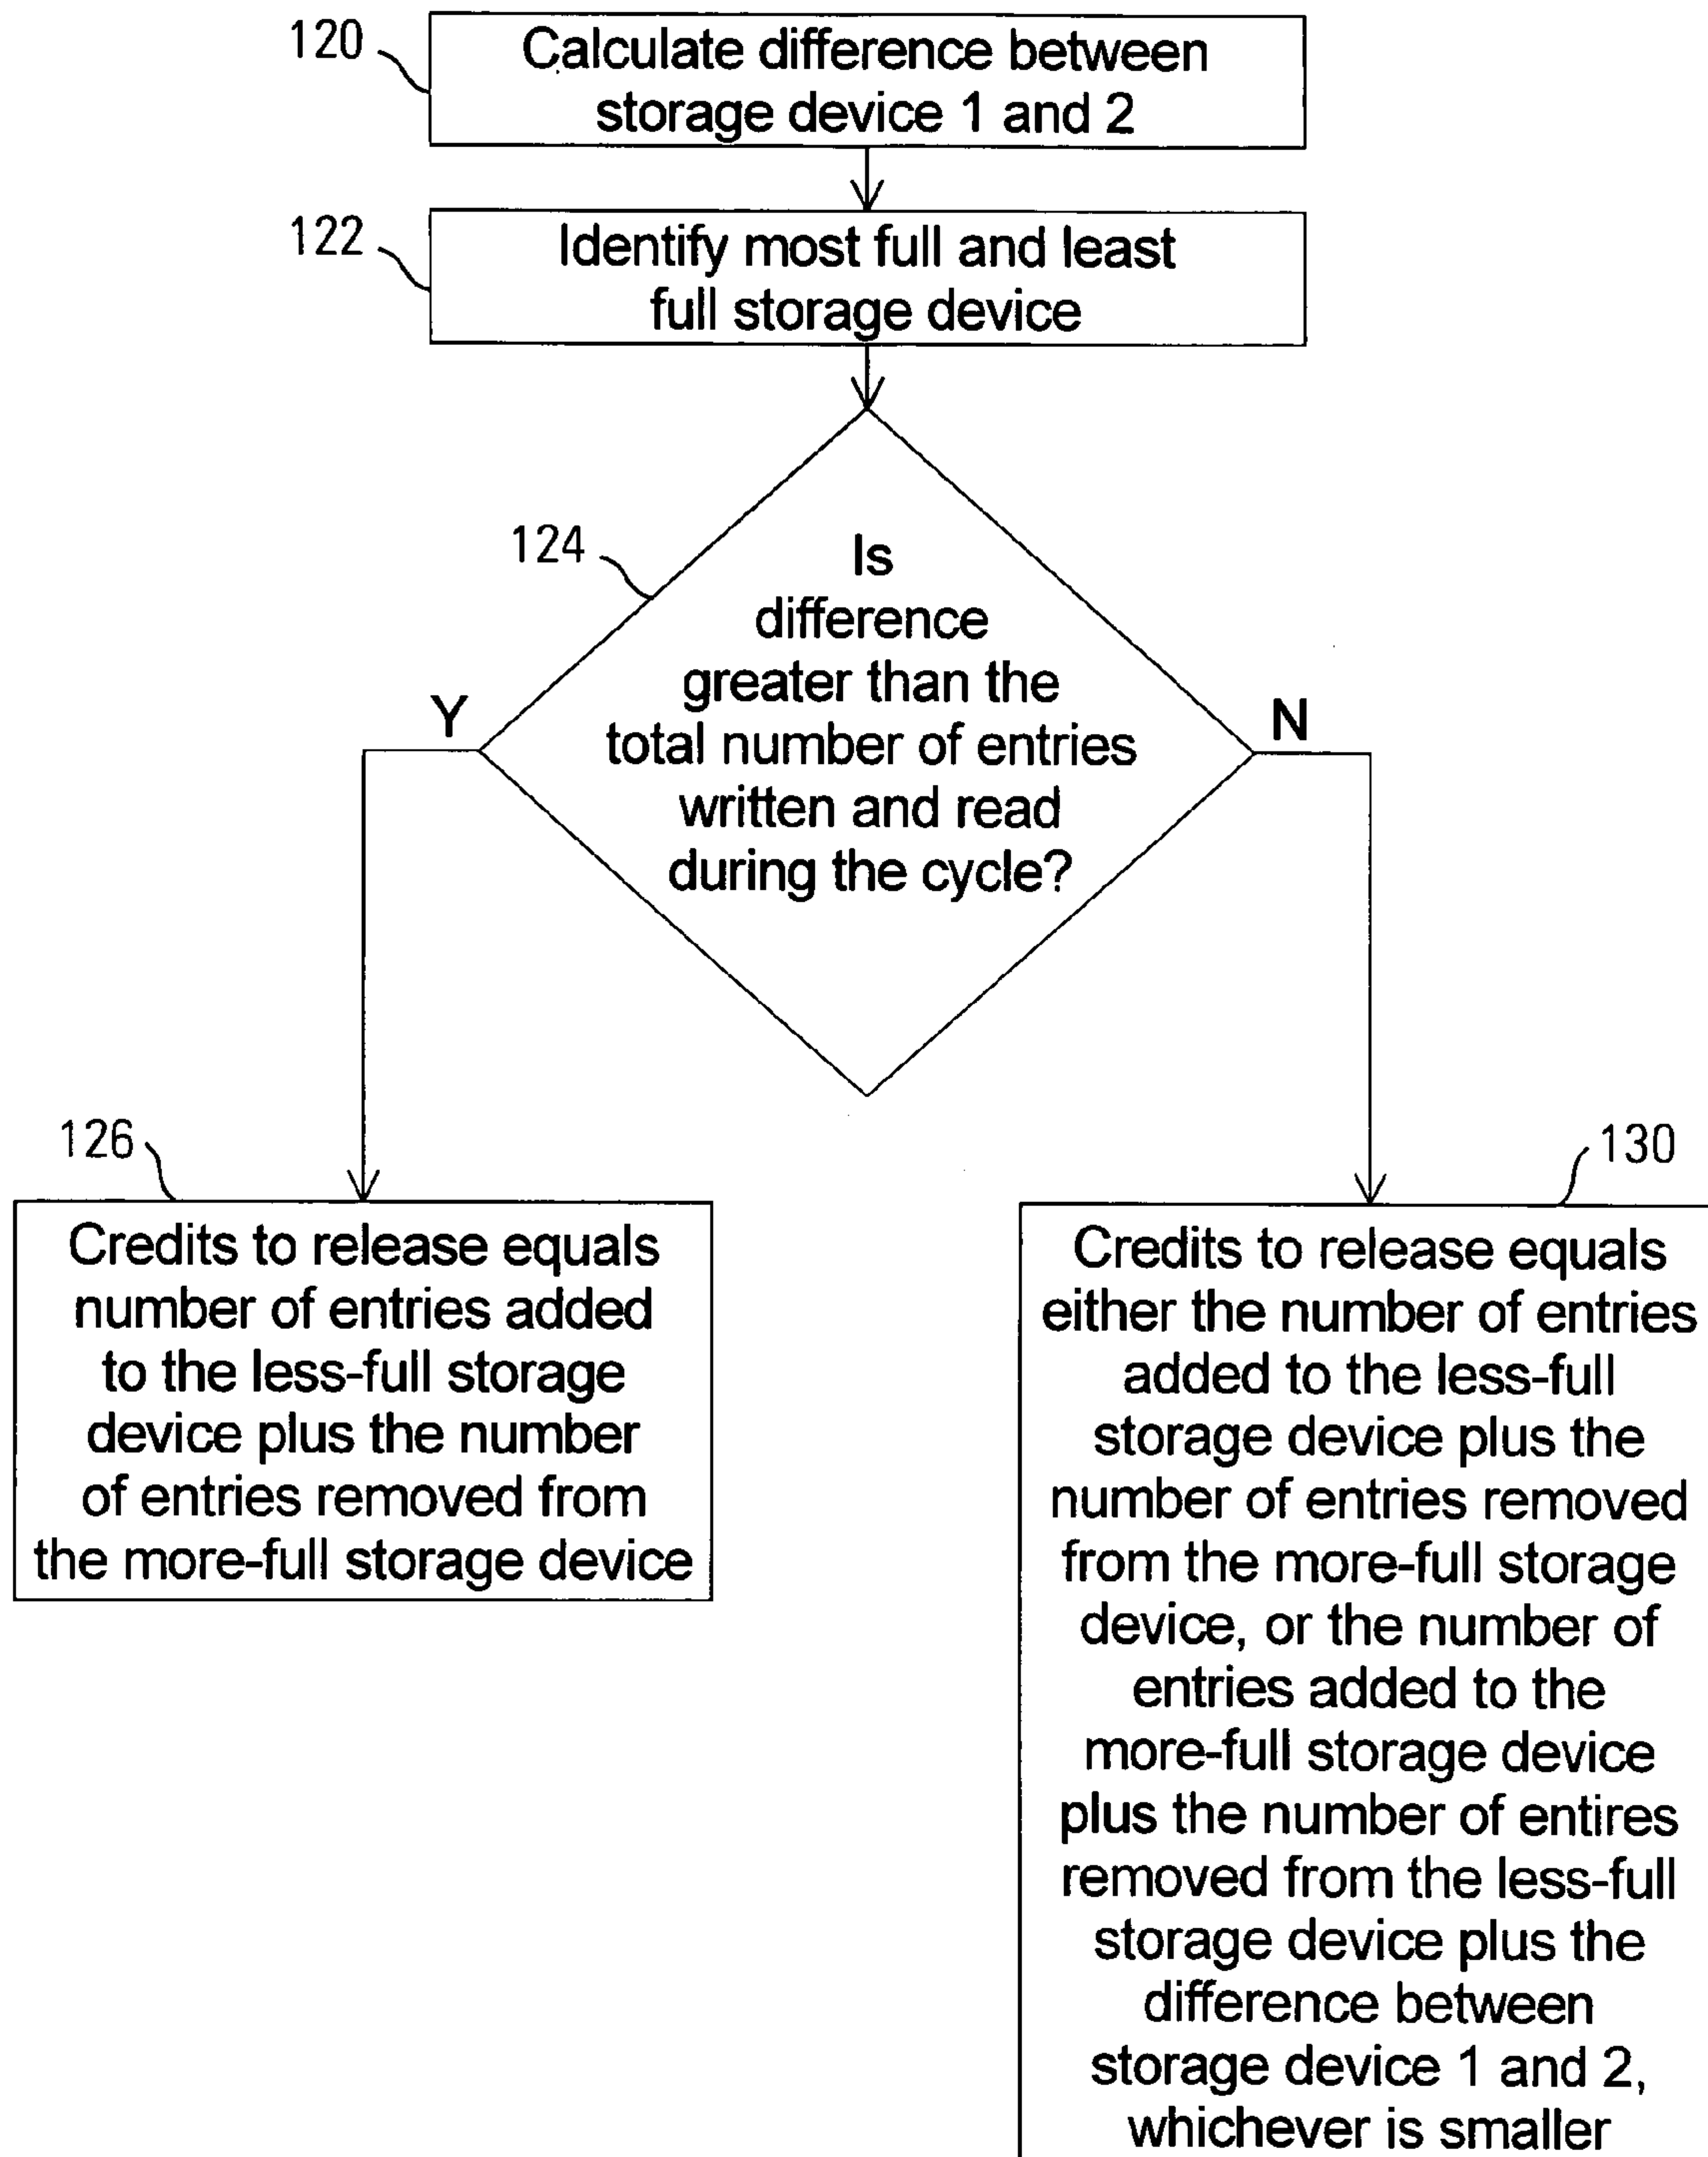 120
Calculate difference between
storage device 1 and 2
122
Identify most full and least
full storage device
124
Is
difference
greater than the
total number of entries
written and read
during the cycle?
Y
N
126
Credits to release equals
number of entries added
to the less-full storage
device plus the number
of entries removed from
the more-full storage device
130
Credits to release equals
either the number of entries
added to the less-full
storage device plus the
number of entries removed
from the more-full storage
device, or the number of
entries added to the
more-full storage device
plus the number of entires
removed from the less-full
storage device plus the
difference between
storage device 1 and 2,
whichever is smaller